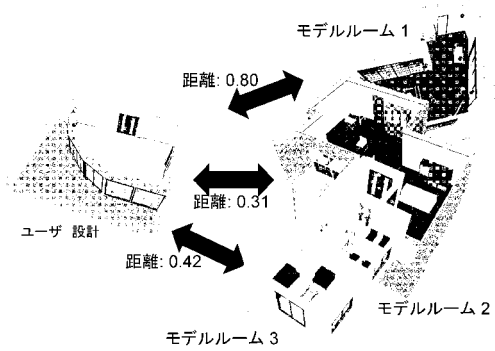 モデルルーム 1
距離: 0.80
距離: 0.31
ユーザ 設計
距離: 0.42
モデルルーム 2
モデルルーム 3